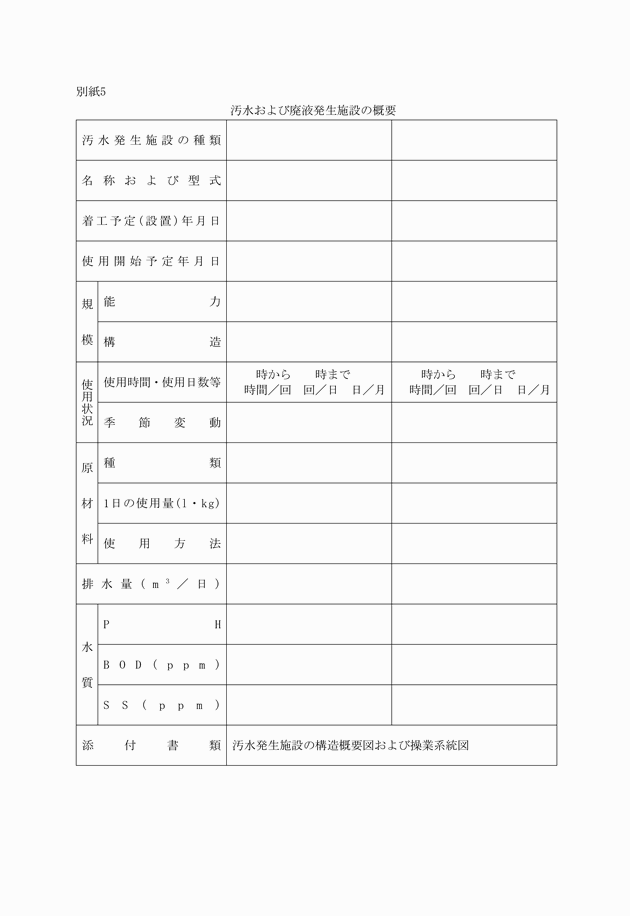 別紙5
汚水および廃液発生施設の概要
汚水発生施設の種類
名称および型式
着工予定(設置)年月日
使用開始予定年月日
規模
能力
構造
使用状況
使用時間・使用日数等
時から　時まで
時間／回　回／日　日／月
時から　時まで
時間／回　回／日　日／月
季節変動
原材料
種類
1日の使用量(l・kg)
使用方法
排水量(m³／日)
水質
PH
BOD(ppm)
SS(ppm)
添付書類
汚水発生施設の構造概要図および操業系統図